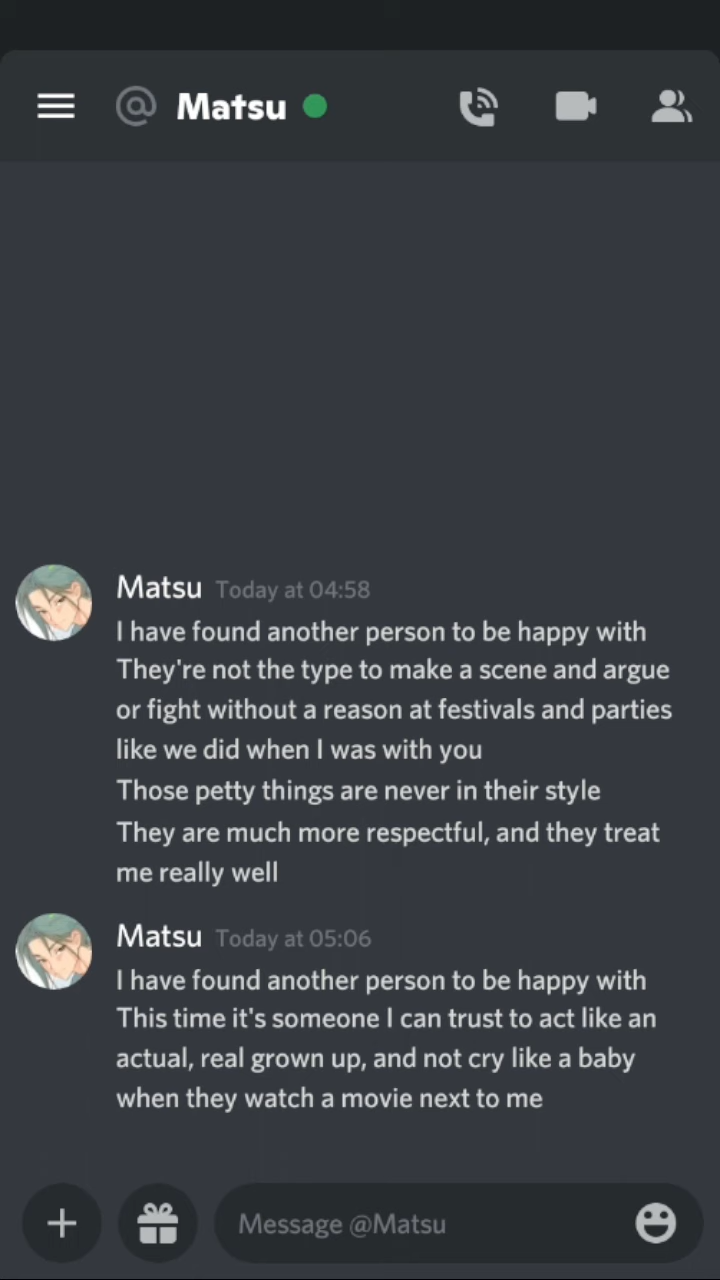 @ Matsu
Matsu Today at 04:58
I have found another person to be happy with
They're not the type to make a scene and argue
or fight without a reason at festivals and parties
like we did when I was with you
Those petty things are never in their style
They are much more respectful, and they treat
me really well
Matsu Today at 05:06
I have found another person to be happy with
This time it's someone I can trust to act like an
actual, real grown up, and not cry like a baby
when they watch a movie next to me
Message @Matsu